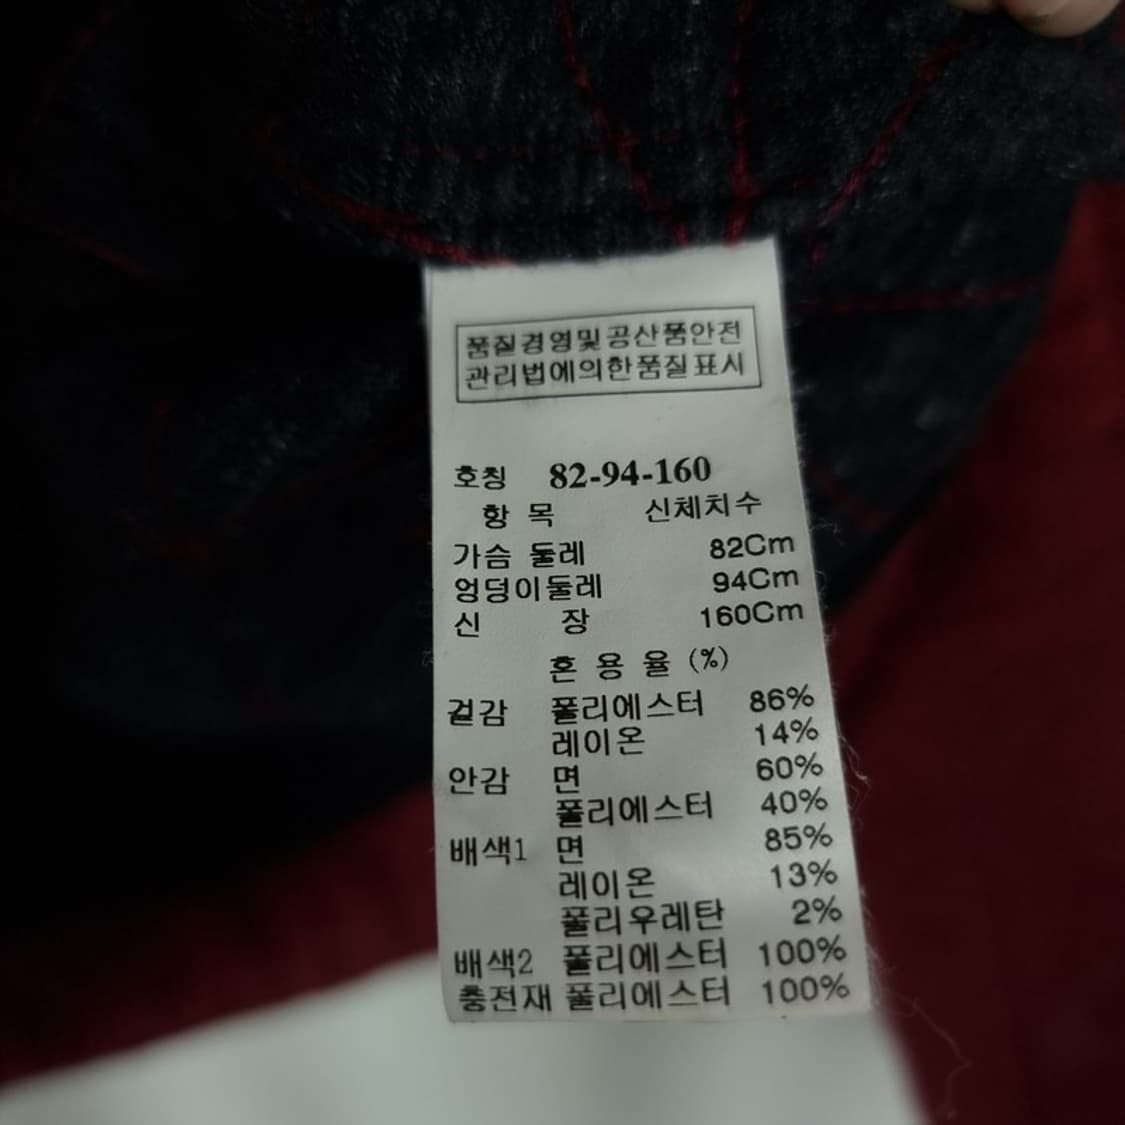 품질경영및공산품안전
관리법에의한품질표시
호칭 82-94-160
항 목 신체치수
가슴 둘레 82Cm
엉덩이둘레 94Cm
신 장 160Cm
혼 용 율 (%)
겉감 폴리에스터 86%
레이온 14%
안감 면 60%
폴리에스터 40%
배색1 면 85%
레이온 13%
폴리우레탄 2%
배색2 폴리에스터 100%
충전재 폴리에스터 100%